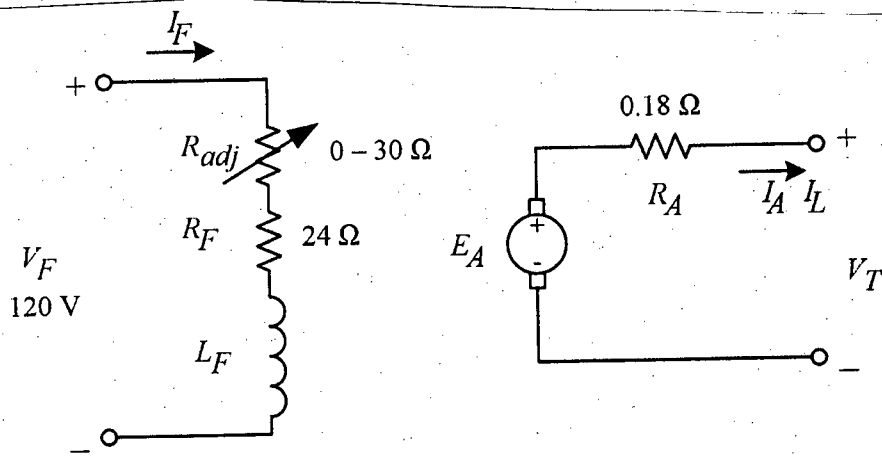 I_F
+
R_adj
0 – 30 Ω
R_F
24 Ω
V_F
120 V
L_F
–
0.18 Ω
+
R_A
I_A I_L
E_A
+
-
V_T
–